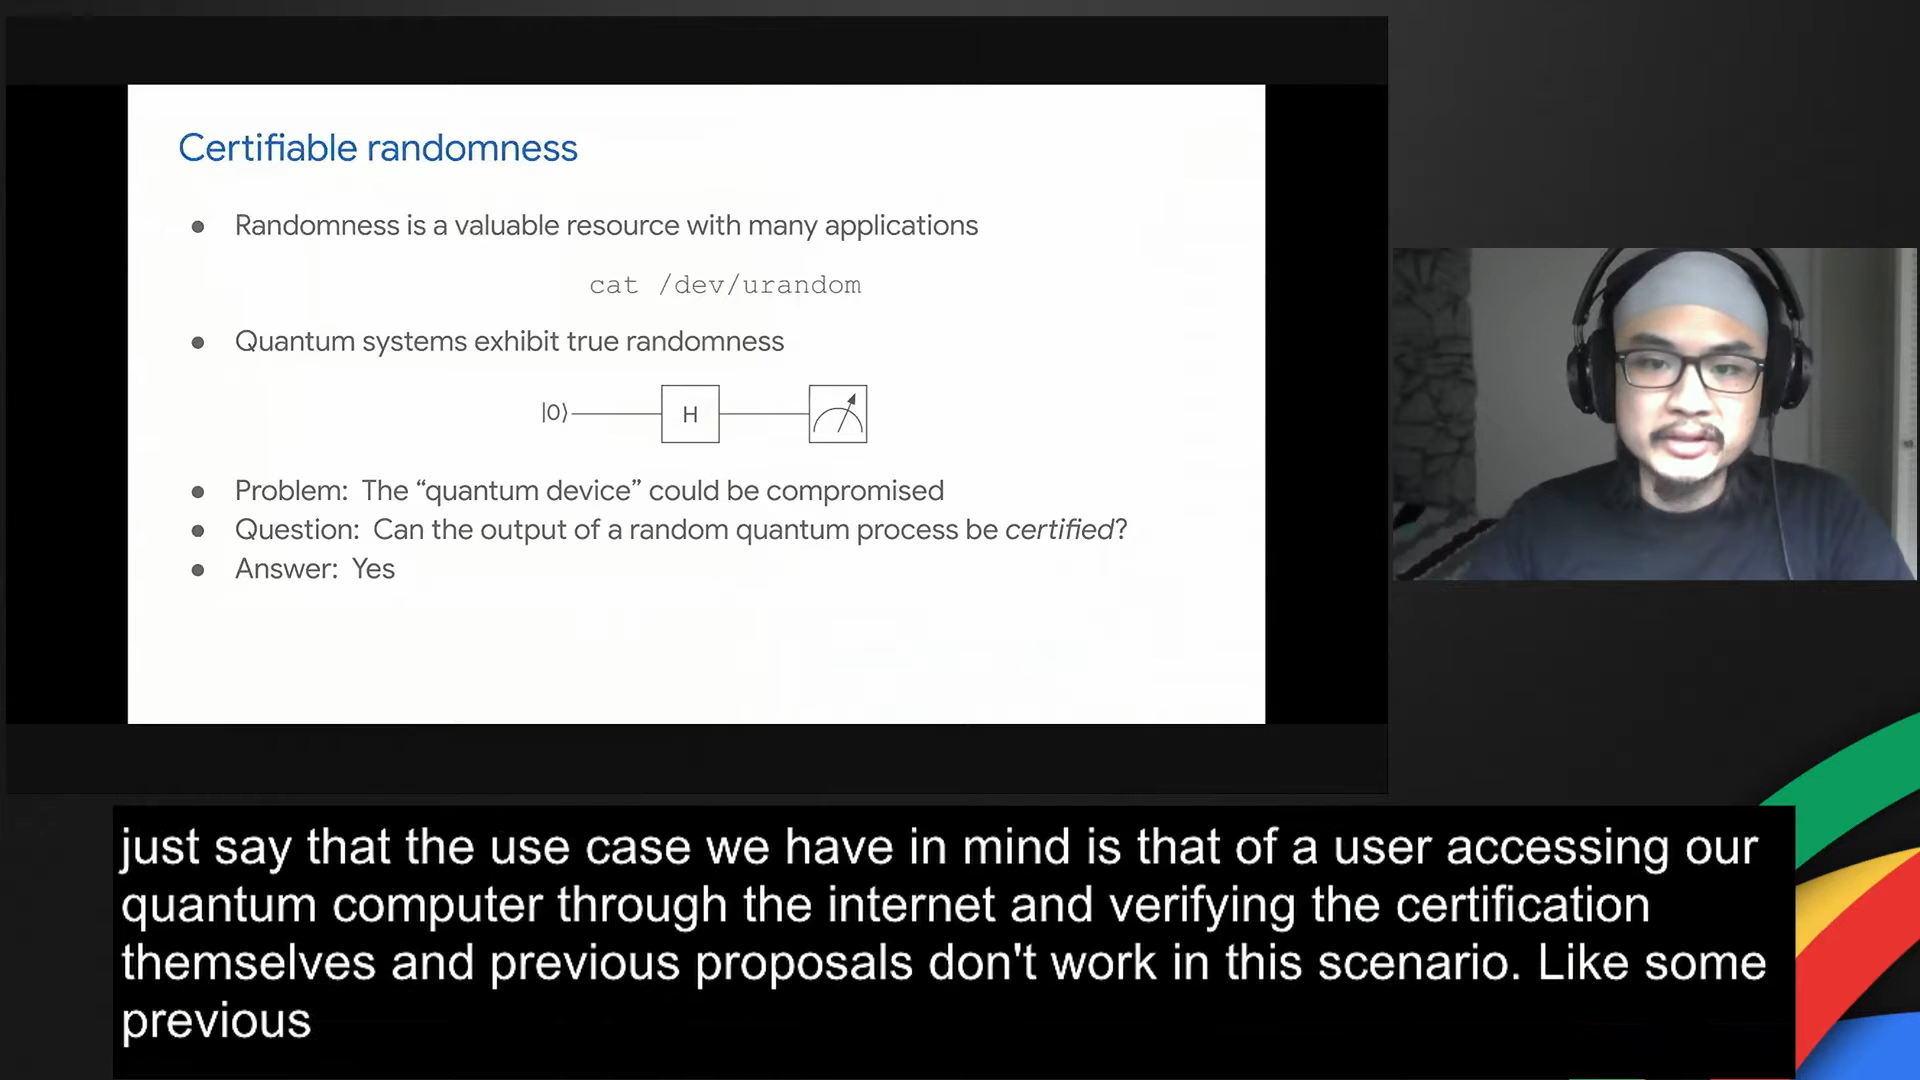 Certifiable randomness
● Randomness is a valuable resource with many applications
cat /dev/urandom
● Quantum systems exhibit true randomness
|0⟩ H
● Problem: The “quantum device” could be compromised
● Question: Can the output of a random quantum process be certified?
● Answer: Yes
just say that the use case we have in mind is that of a user accessing our
quantum computer through the internet and verifying the certification
themselves and previous proposals don't work in this scenario. Like some
previous